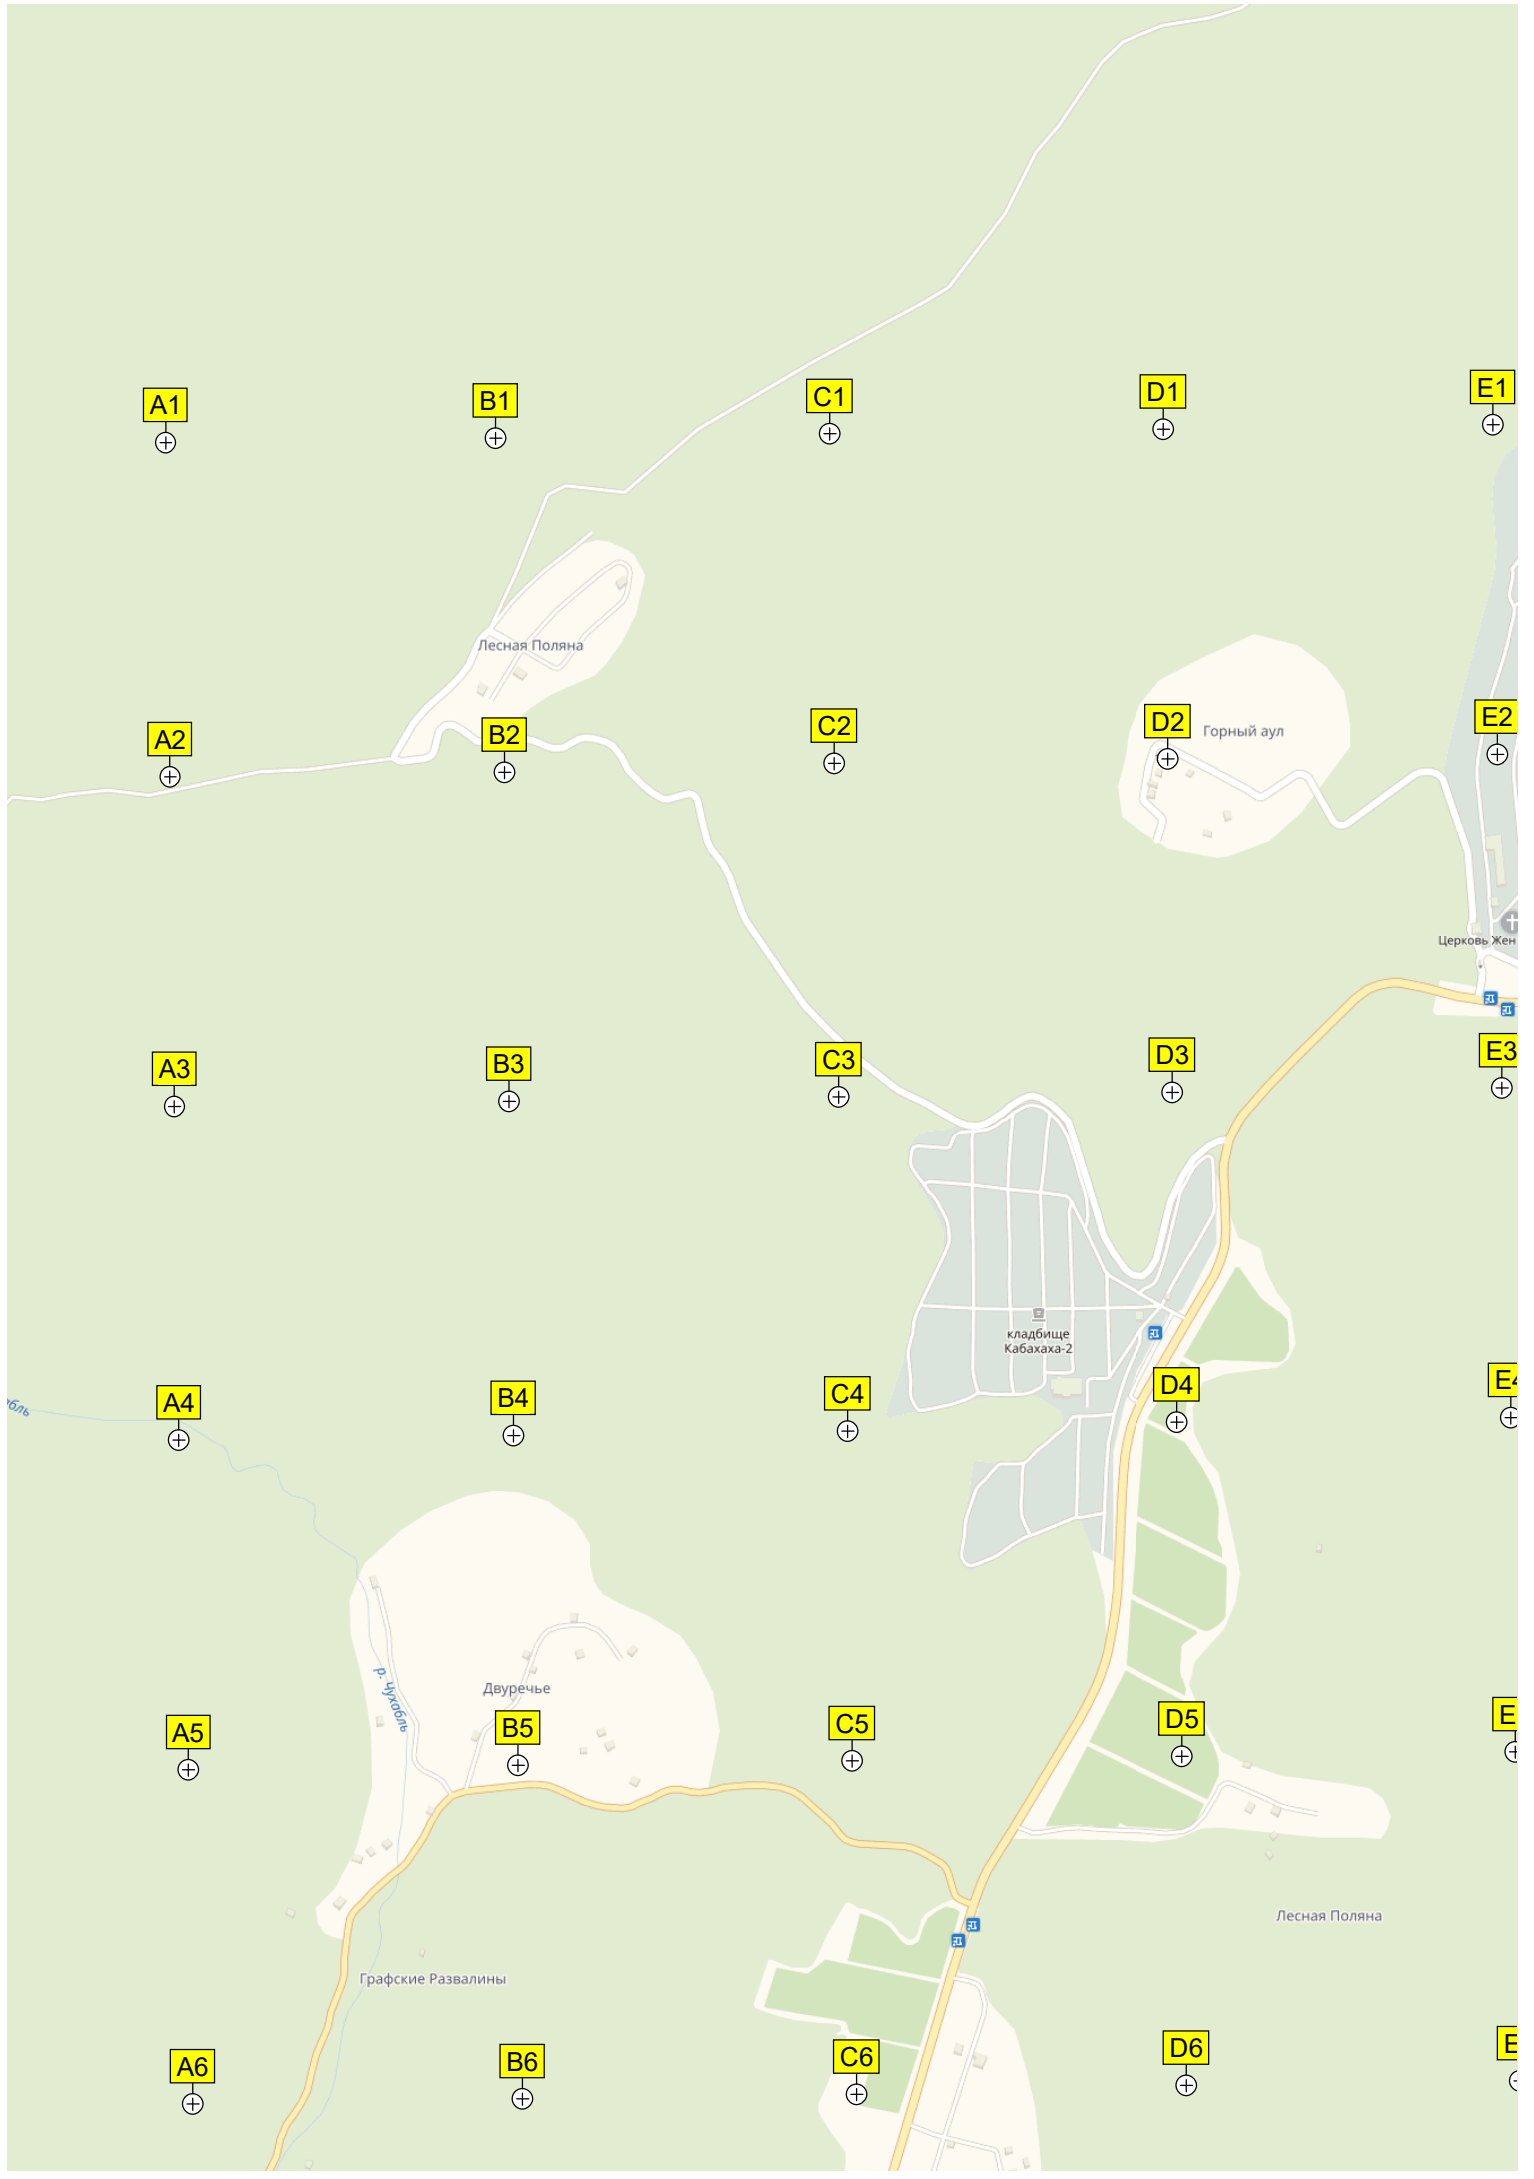 A1
B1
C1
D1
E1
Лесная Поляна
A2
B2
C2
D2
Горный аул
E2
Церковь Жен
A3
B3
C3
D3
E3
кладбище
Кабахаха-2
A4
B4
C4
D4
E4
р. Чухабль
Двуречье
A5
B5
C5
D5
E
Лесная Поляна
Графские Развалины
A6
B6
C6
D6
E